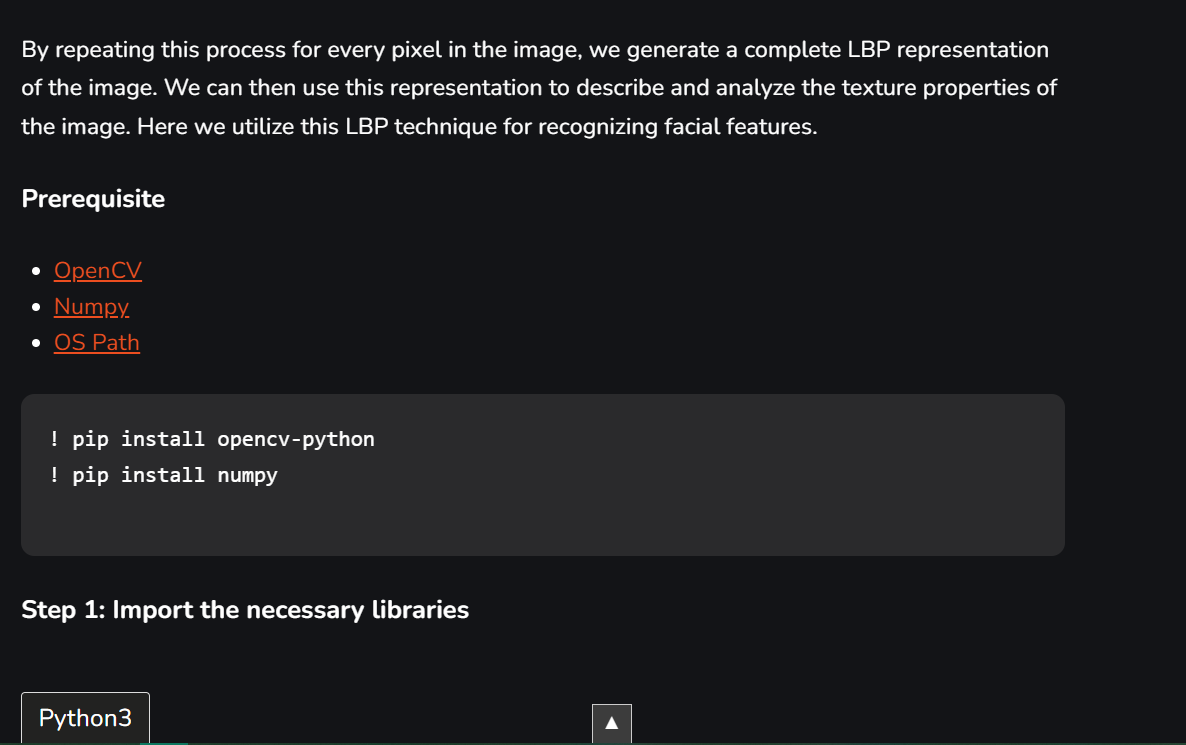 By repeating this process for every pixel in the image, we generate a complete LBP representation
of the image. We can then use this representation to describe and analyze the texture properties of
the image. Here we utilize this LBP technique for recognizing facial features.
Prerequisite
• OpenCV
• Numpy
• OS Path
! pip install opencv-python
! pip install numpy
Step 1: Import the necessary libraries
Python3
▲